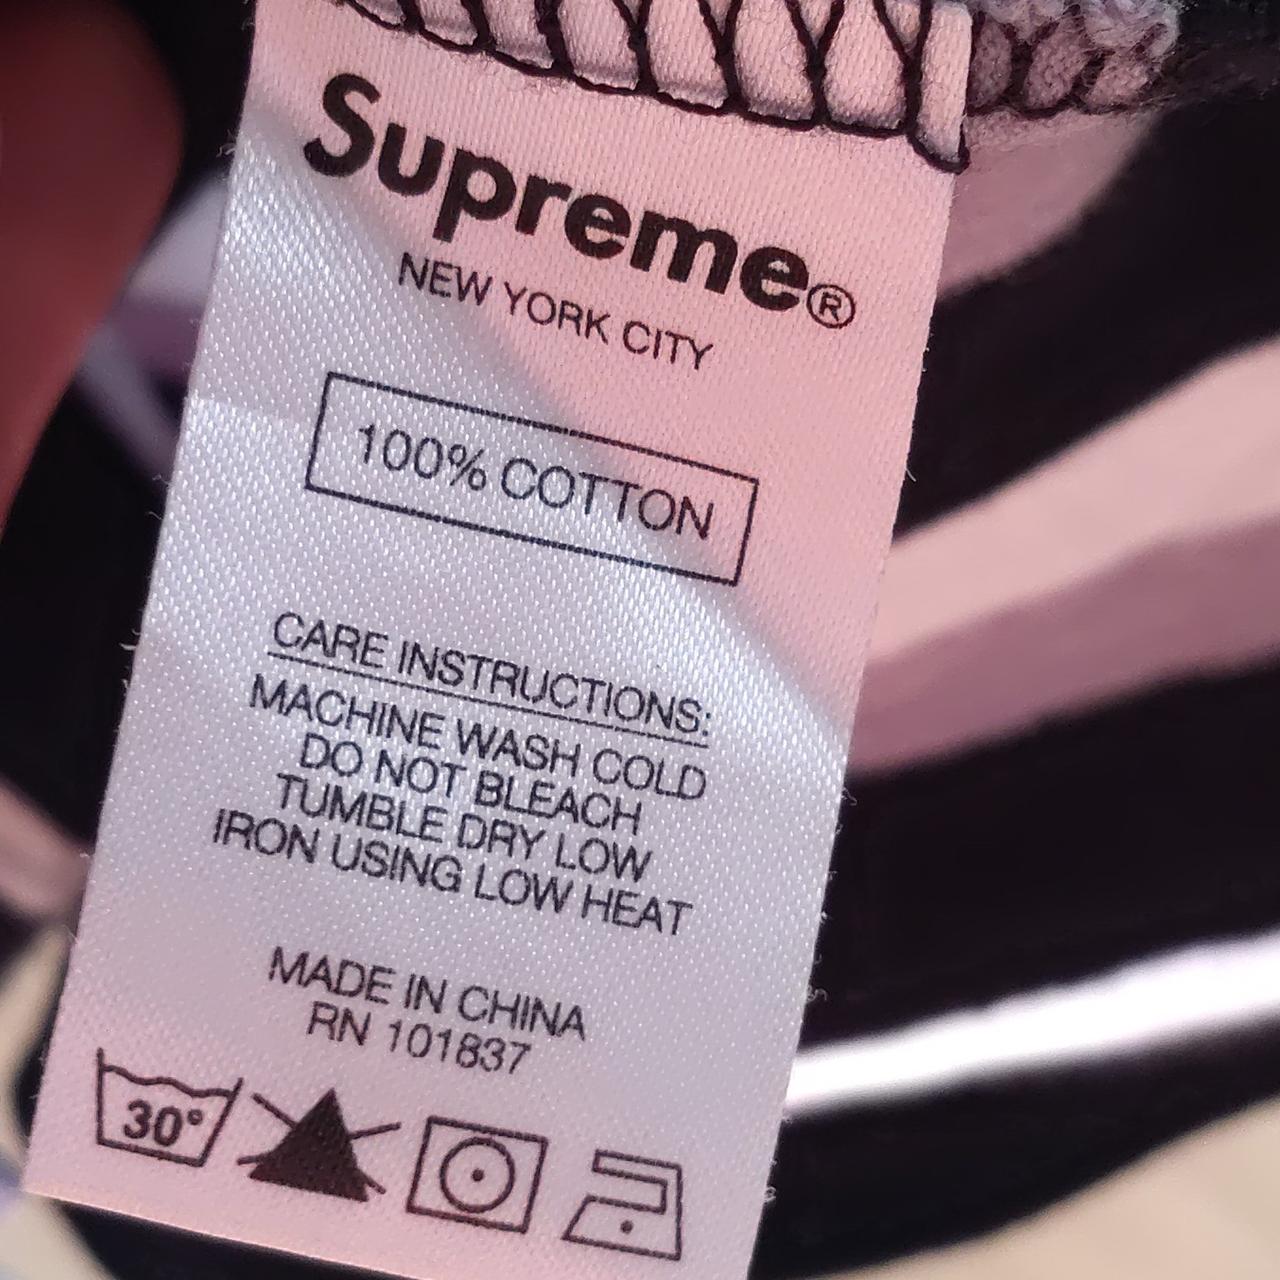 Supreme®
NEW YORK CITY
100% COTTON
CARE INSTRUCTIONS:
MACHINE WASH COLD
DO NOT BLEACH
TUMBLE DRY LOW
IRON USING LOW HEAT
MADE IN CHINA
RN 101837
30°